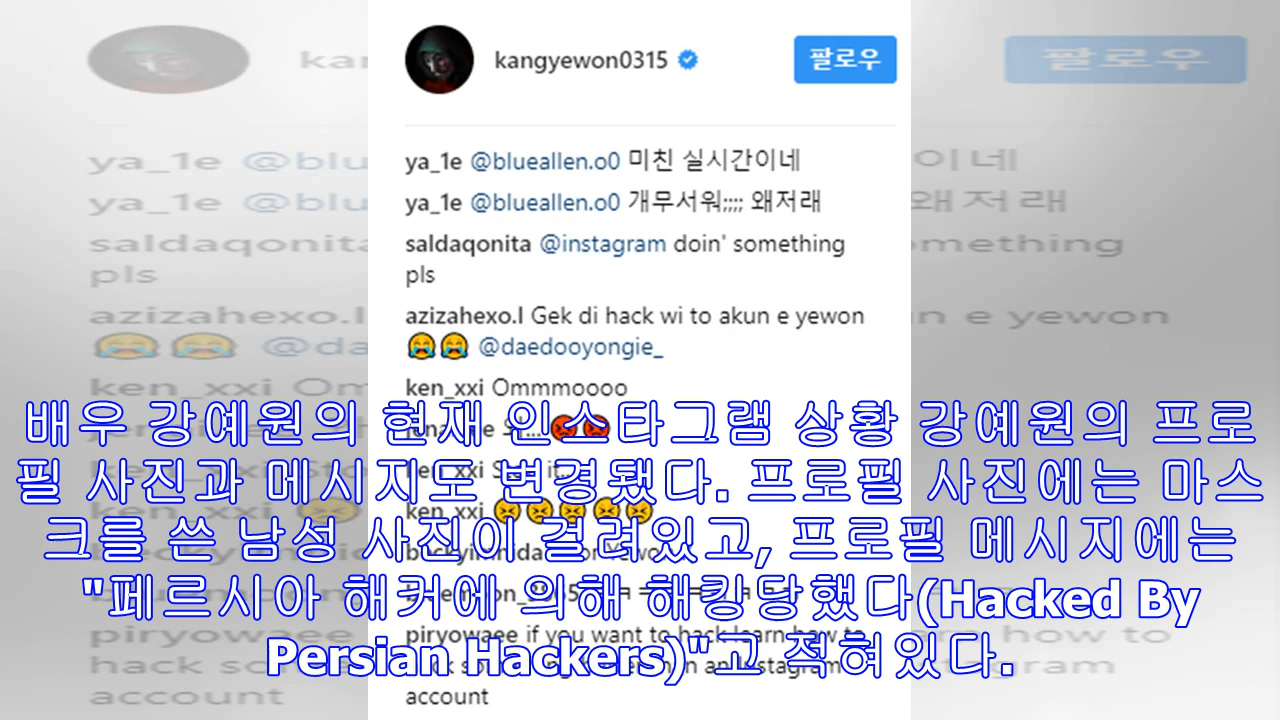 kangyewon0315
팔로우
ya_1e @blueallen.o0 미친 실시간이네
ya_1e @blueallen.o0 개무서워;;;; 왜저래
saldaqonita @instagram doin' something
pls
azizahexo.l Gek di hack wi to akun e yewon
😂😂 @daedooyongie_
ken_xxi Ommmoooo
배우 강예원의 현재 인스타그램 상황 강예원의 프로
필 사진과 메시지도 변경됐다. 프로필 사진에는 마스
ken_xxi 😣😣😣😣😣
크를 쓴 남성 사진이 걸려있고, 프로필 메시지에는
"페르시아 해커에 의해 해킹당했다(Hacked By
piryowaee if you want to hack learn how to
Persian Hackers)"고 적혀있다.
account